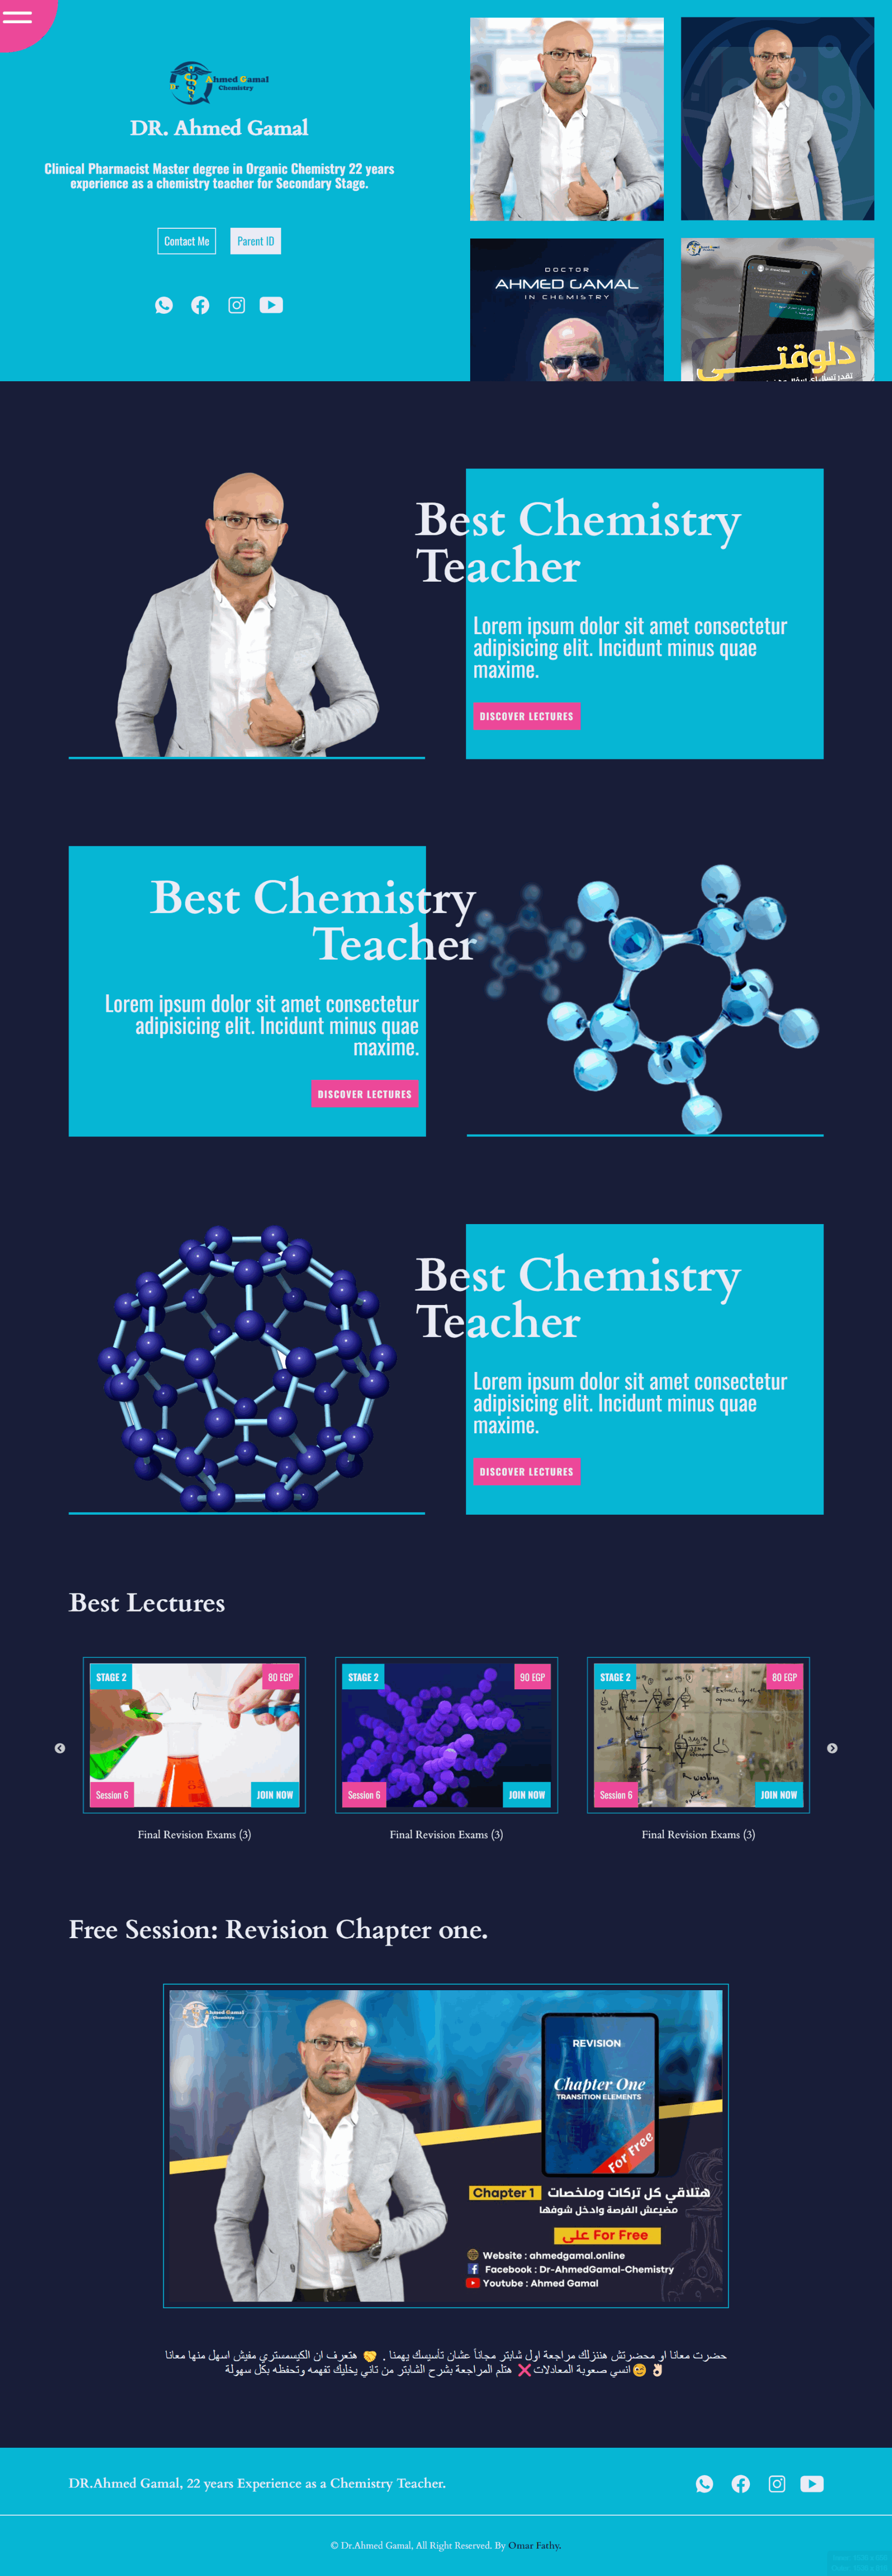 Dr Ahmed Gamal
Chemistry
DR. Ahmed Gamal
Clinical Pharmacist Master degree in Organic Chemistry 22 years
experience as a chemistry teacher for Secondary Stage.
Contact Me
Parent ID
DOCTOR
AHMED GAMAL
IN CHEMISTRY
دلوقتــــي
Best Chemistry
Teacher
Lorem ipsum dolor sit amet consectetur
adipisicing elit. Incidunt minus quae
maxime.
DISCOVER LECTURES
Best Chemistry
Teacher
Lorem ipsum dolor sit amet consectetur
adipisicing elit. Incidunt minus quae
maxime.
DISCOVER LECTURES
Best Chemistry
Teacher
Lorem ipsum dolor sit amet consectetur
adipisicing elit. Incidunt minus quae
maxime.
DISCOVER LECTURES
Best Lectures
STAGE 2
80 EGP
Session 6
JOIN NOW
Final Revision Exams (3)
STAGE 2
90 EGP
Session 6
JOIN NOW
Final Revision Exams (3)
STAGE 2
80 EGP
Session 6
JOIN NOW
Final Revision Exams (3)
Free Session: Revision Chapter one.
Ahmed Gamal
Chemistry
REVISION
Chapter One
TRANSITION ELEMENTS
For Free
هتلاقي كل تركات وملخصات Chapter 1
مضيعش الفرصة وادخل شوفها
على For Free
Website : ahmedgamal.online
Facebook : Dr-AhmedGamal-Chemistry
Youtube : Ahmed Gamal
حضرت معانا او محضرتش هننزلك مراجعة اول شابتر مجاناً عشان تأسيسك يهمنا . 🤝 هتعرف ان الكيمستري مفيش اسهل منها معانا
👌🏻 😉 انسي صعوبة المعادلات ❌ هتلم المراجعة بشرح الشابتر من تاني يخليك تفهمه وتحفظه بكل سهولة
DR.Ahmed Gamal, 22 years Experience as a Chemistry Teacher.
© Dr.Ahmed Gamal, All Right Reserved. By Omar Fathy.